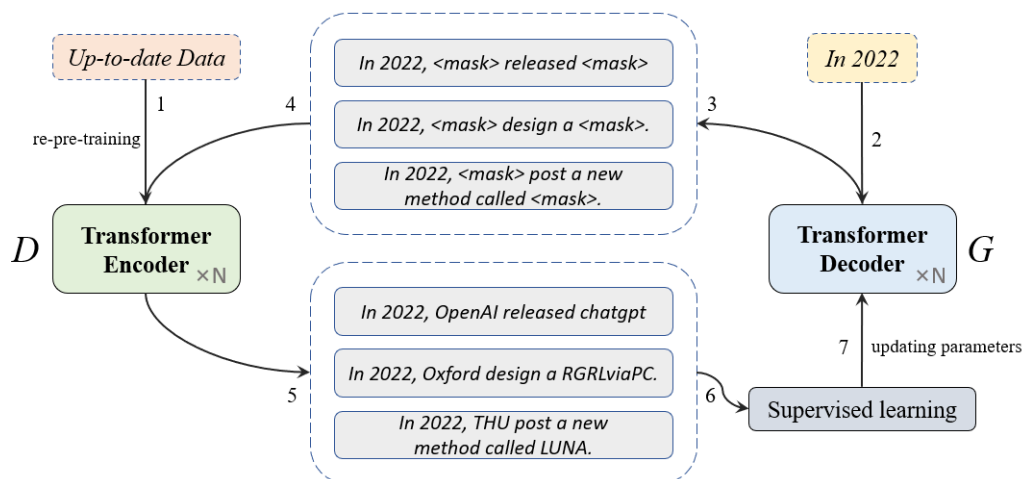 Up-to-date Data
1
re-pre-training
4
In 2022, <mask> released <mask>
In 2022, <mask> design a <mask>.
In 2022, <mask> post a new
method called <mask>.
3
In 2022
2
D
Transformer
Encoder
×N
Transformer
Decoder
×N
G
5
In 2022, OpenAI released chatgpt
In 2022, Oxford design a RGRLviaPC.
In 2022, THU post a new
method called LUNA.
6
7
updating parameters
Supervised learning